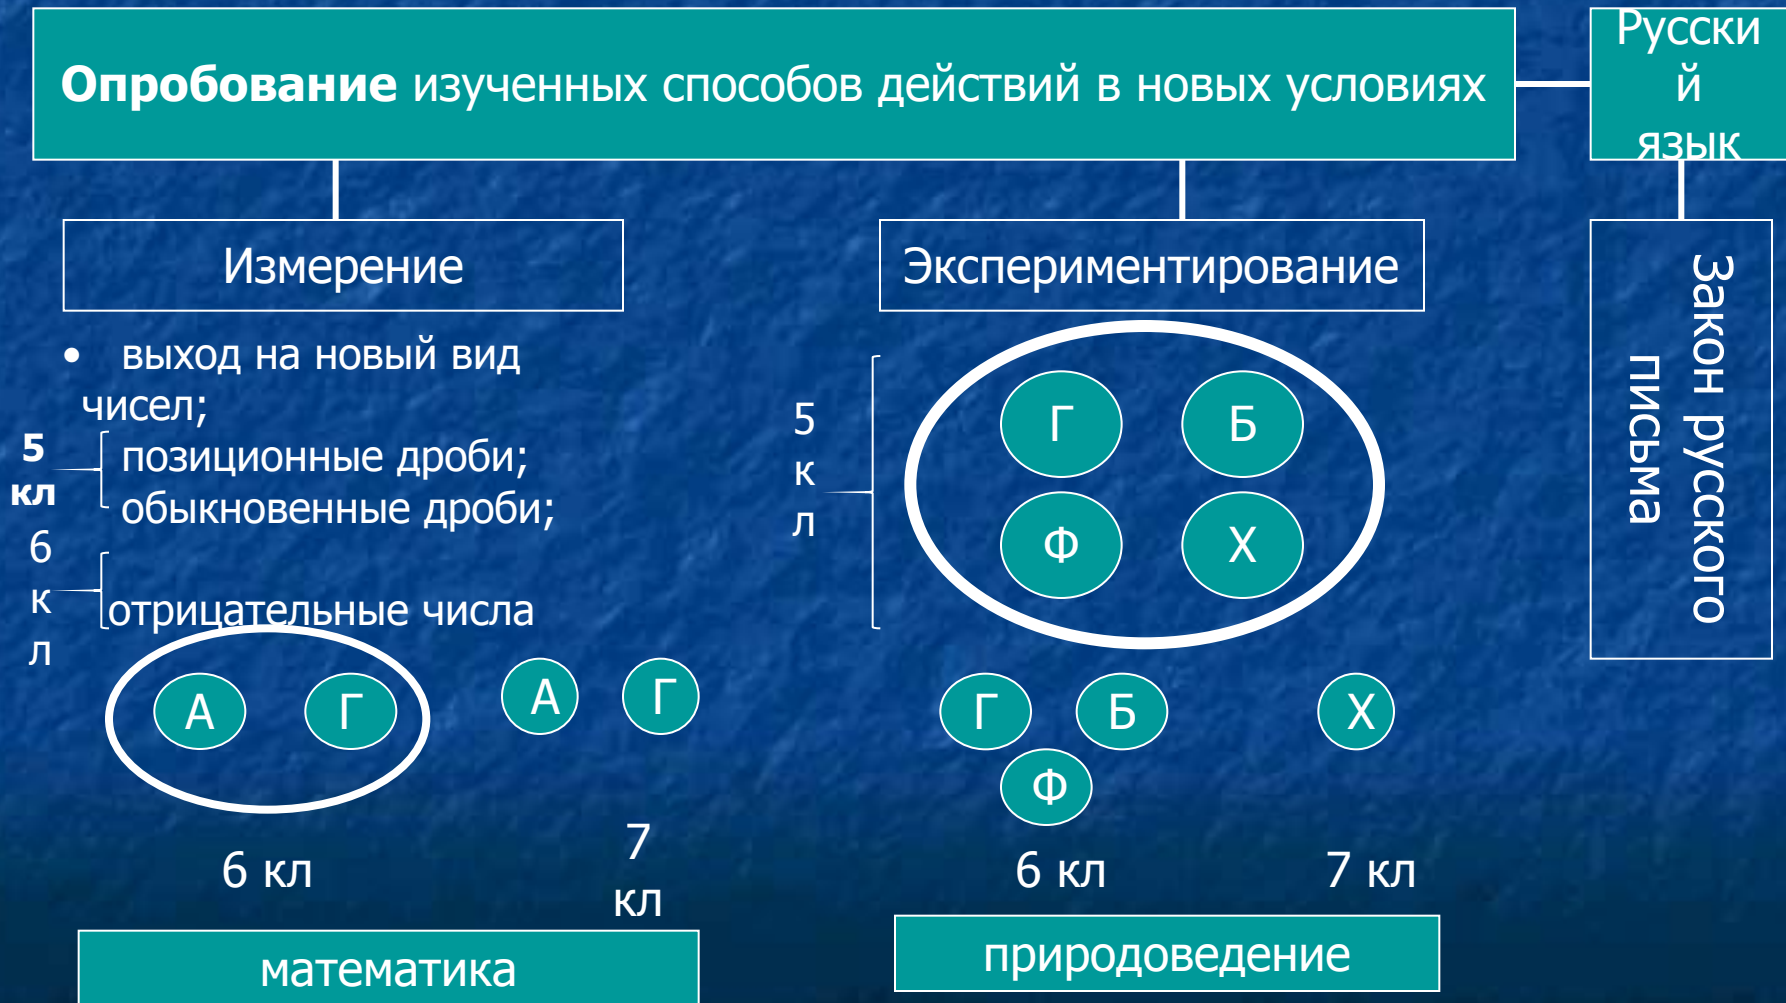 Опробование изученных способов действий в новых условиях
Русски
й
язык
Измерение
Экспериментирование
Закон русского
письма
• выход на новый вид
чисел;
5
кл
позиционные дроби;
обыкновенные дроби;
6
к
л
отрицательные числа
5
к
л
Г Б
Ф Х
А Г А Г
Г Б Х
Ф
6 кл
7
кл
6 кл 7 кл
математика
природоведение